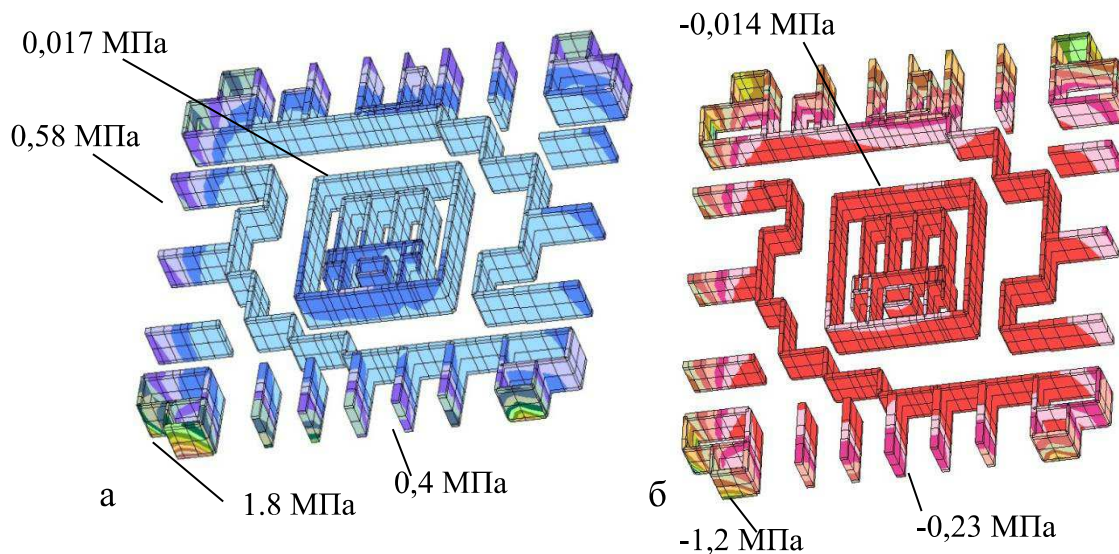 0,017 МПа
-0,014 МПа
0,58 МПа
а
1.8 МПа
0,4 МПа
б
-1,2 МПа
-0,23 МПа